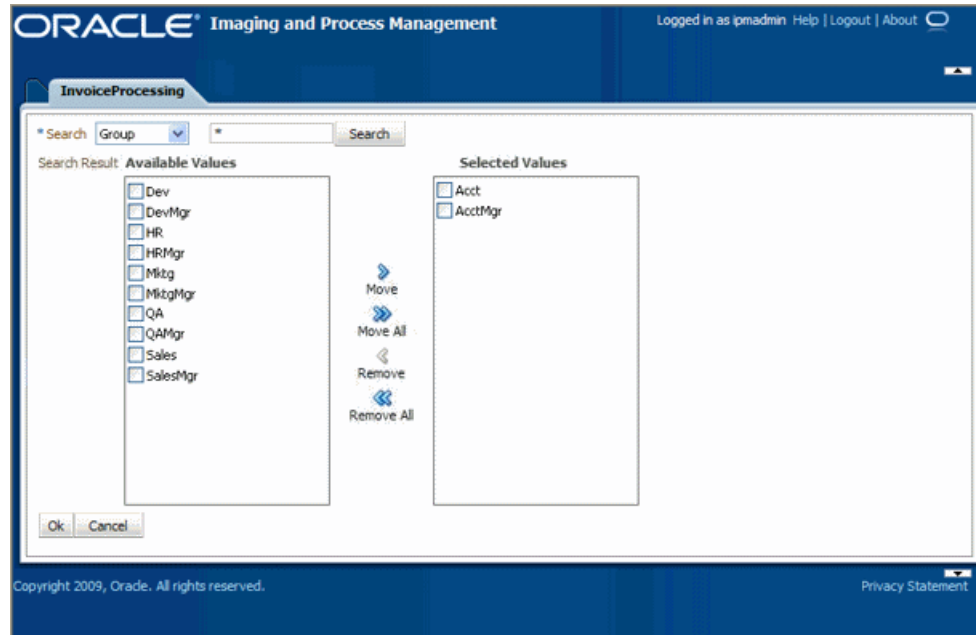 ORACLE Imaging and Process Management
Logged in as ipmadmin Help | Logout | About
InvoiceProcessing
* Search Group * Search
Search Result Available Values Selected Values
Dev
DevMgr
HR
HRMgr
Mktg
MktgMgr
QA
QAMgr
Sales
SalesMgr
Move
Move All
Remove
Remove All
Acct
AcctMgr
Ok Cancel
Copyright 2009, Oracle. All rights reserved. Privacy Statement